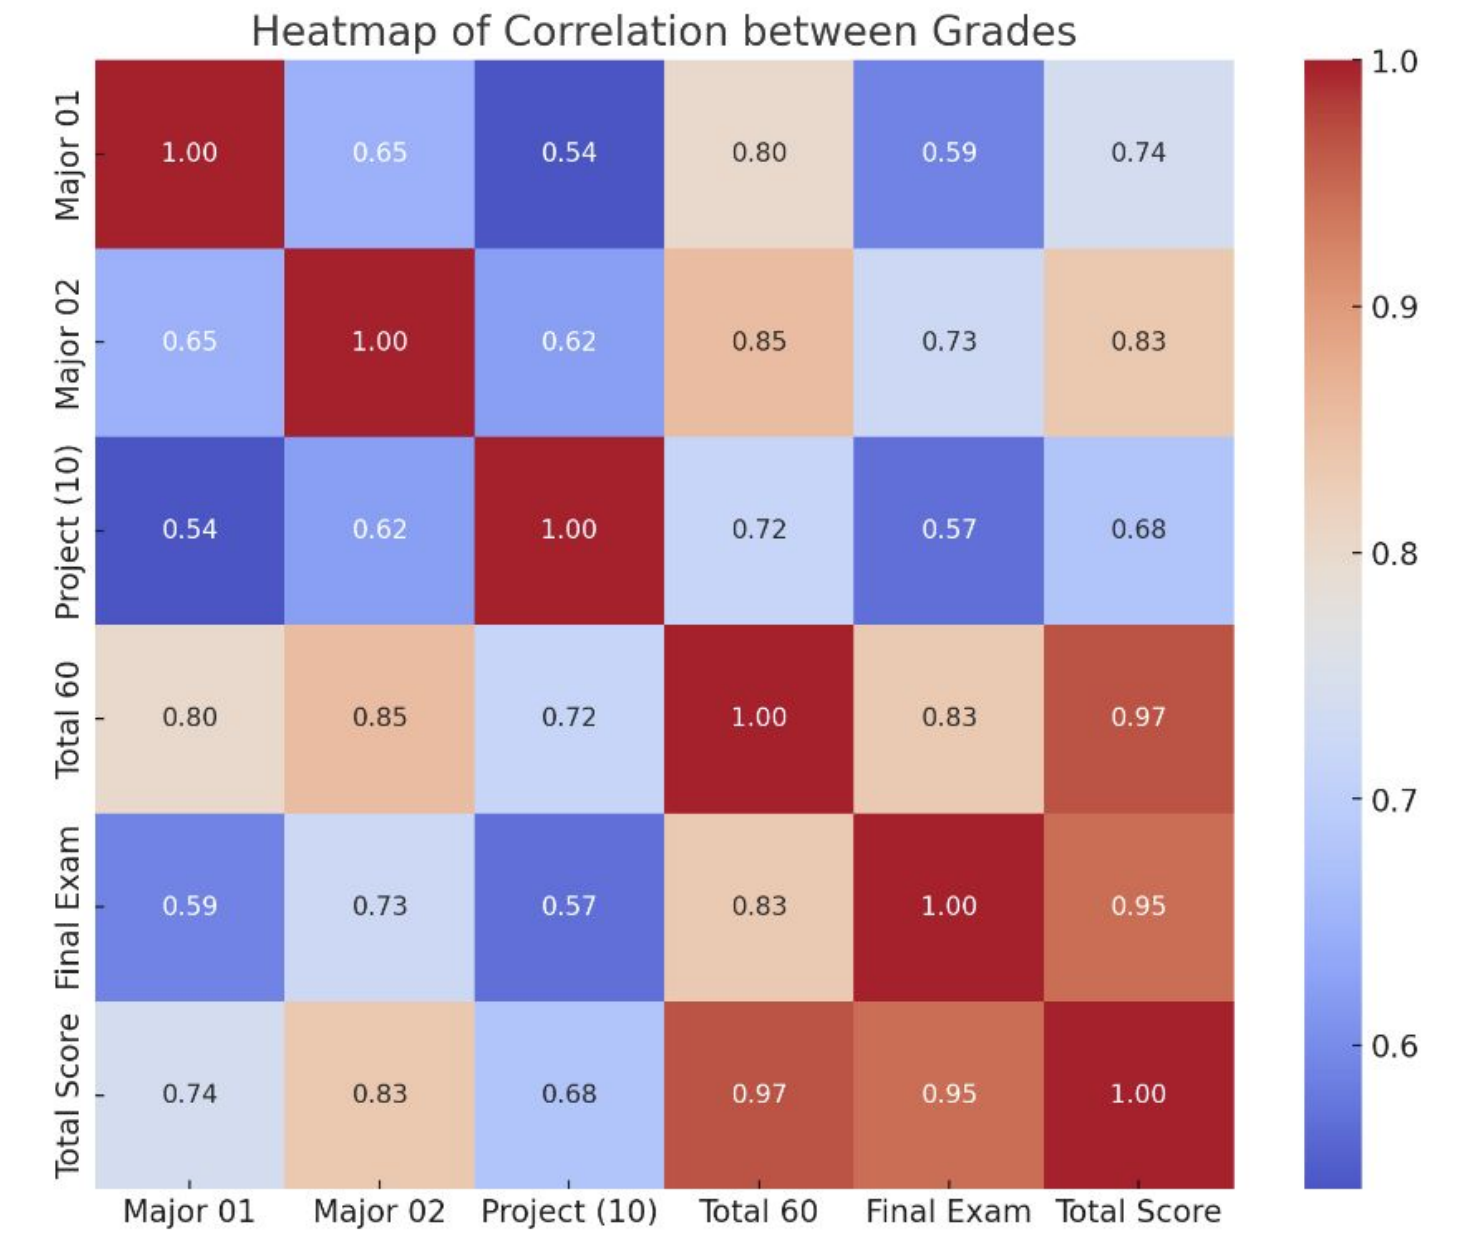 Heatmap of Correlation between Grades
Major 01 1.00 0.65 0.54 0.80 0.59 0.74
Major 02 0.65 1.00 0.62 0.85 0.73 0.83
Project (10) 0.54 0.62 1.00 0.72 0.57 0.68
Total 60 0.80 0.85 0.72 1.00 0.83 0.97
Final Exam 0.59 0.73 0.57 0.83 1.00 0.95
Total Score 0.74 0.83 0.68 0.97 0.95 1.00
Major 01 Major 02 Project (10) Total 60 Final Exam Total Score
1.0
0.9
0.8
0.7
0.6